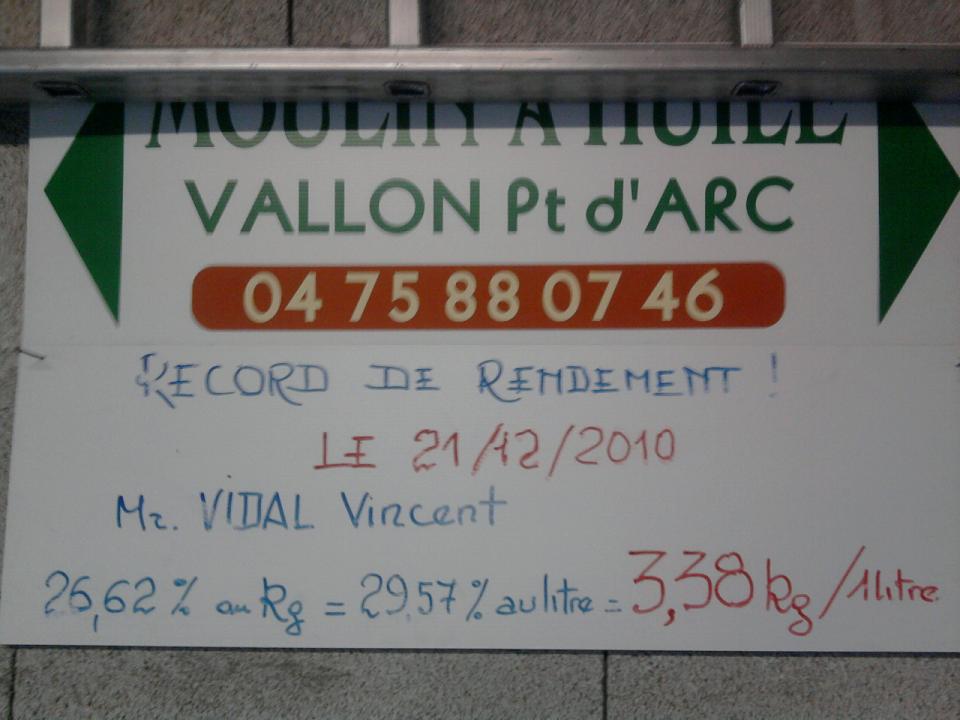 MOULIN A HUILE
VALLON Pt d'ARC
04 75 88 07 46
RECORD DE RENDEMENT !
LE 21/12/2010
Mr. VIDAL Vincent
26,62 % au Kg = 29,57 % au litre = 3,38 kg / 1 litre